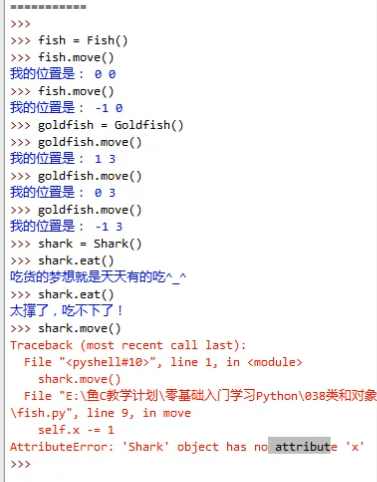 ===========
>>>
>>> fish = Fish()
>>> fish.move()
我的位置是： 0 0
>>> fish.move()
我的位置是： -1 0
>>> goldfish = Goldfish()
>>> goldfish.move()
我的位置是： 1 3
>>> goldfish.move()
我的位置是： 0 3
>>> goldfish.move()
我的位置是： -1 3
>>> shark = Shark()
>>> shark.eat()
吃货的梦想就是天天有的吃^_^
>>> shark.eat()
太撑了，吃不下了！
>>> shark.move()
Traceback (most recent call last):
  File "<pyshell#10>", line 1, in <module>
    shark.move()
  File "E:\鱼C教学计划\零基础入门学习Python\038类和对象
\fish.py", line 9, in move
    self.x -= 1
AttributeError: 'Shark' object has no attribute 'x'
>>>